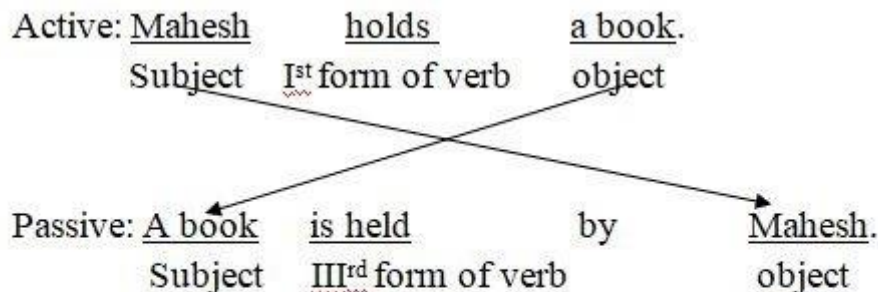 Active: Mahesh holds a book.
Subject Ist form of verb object
Passive: A book is held by Mahesh.
Subject IIIrd form of verb object